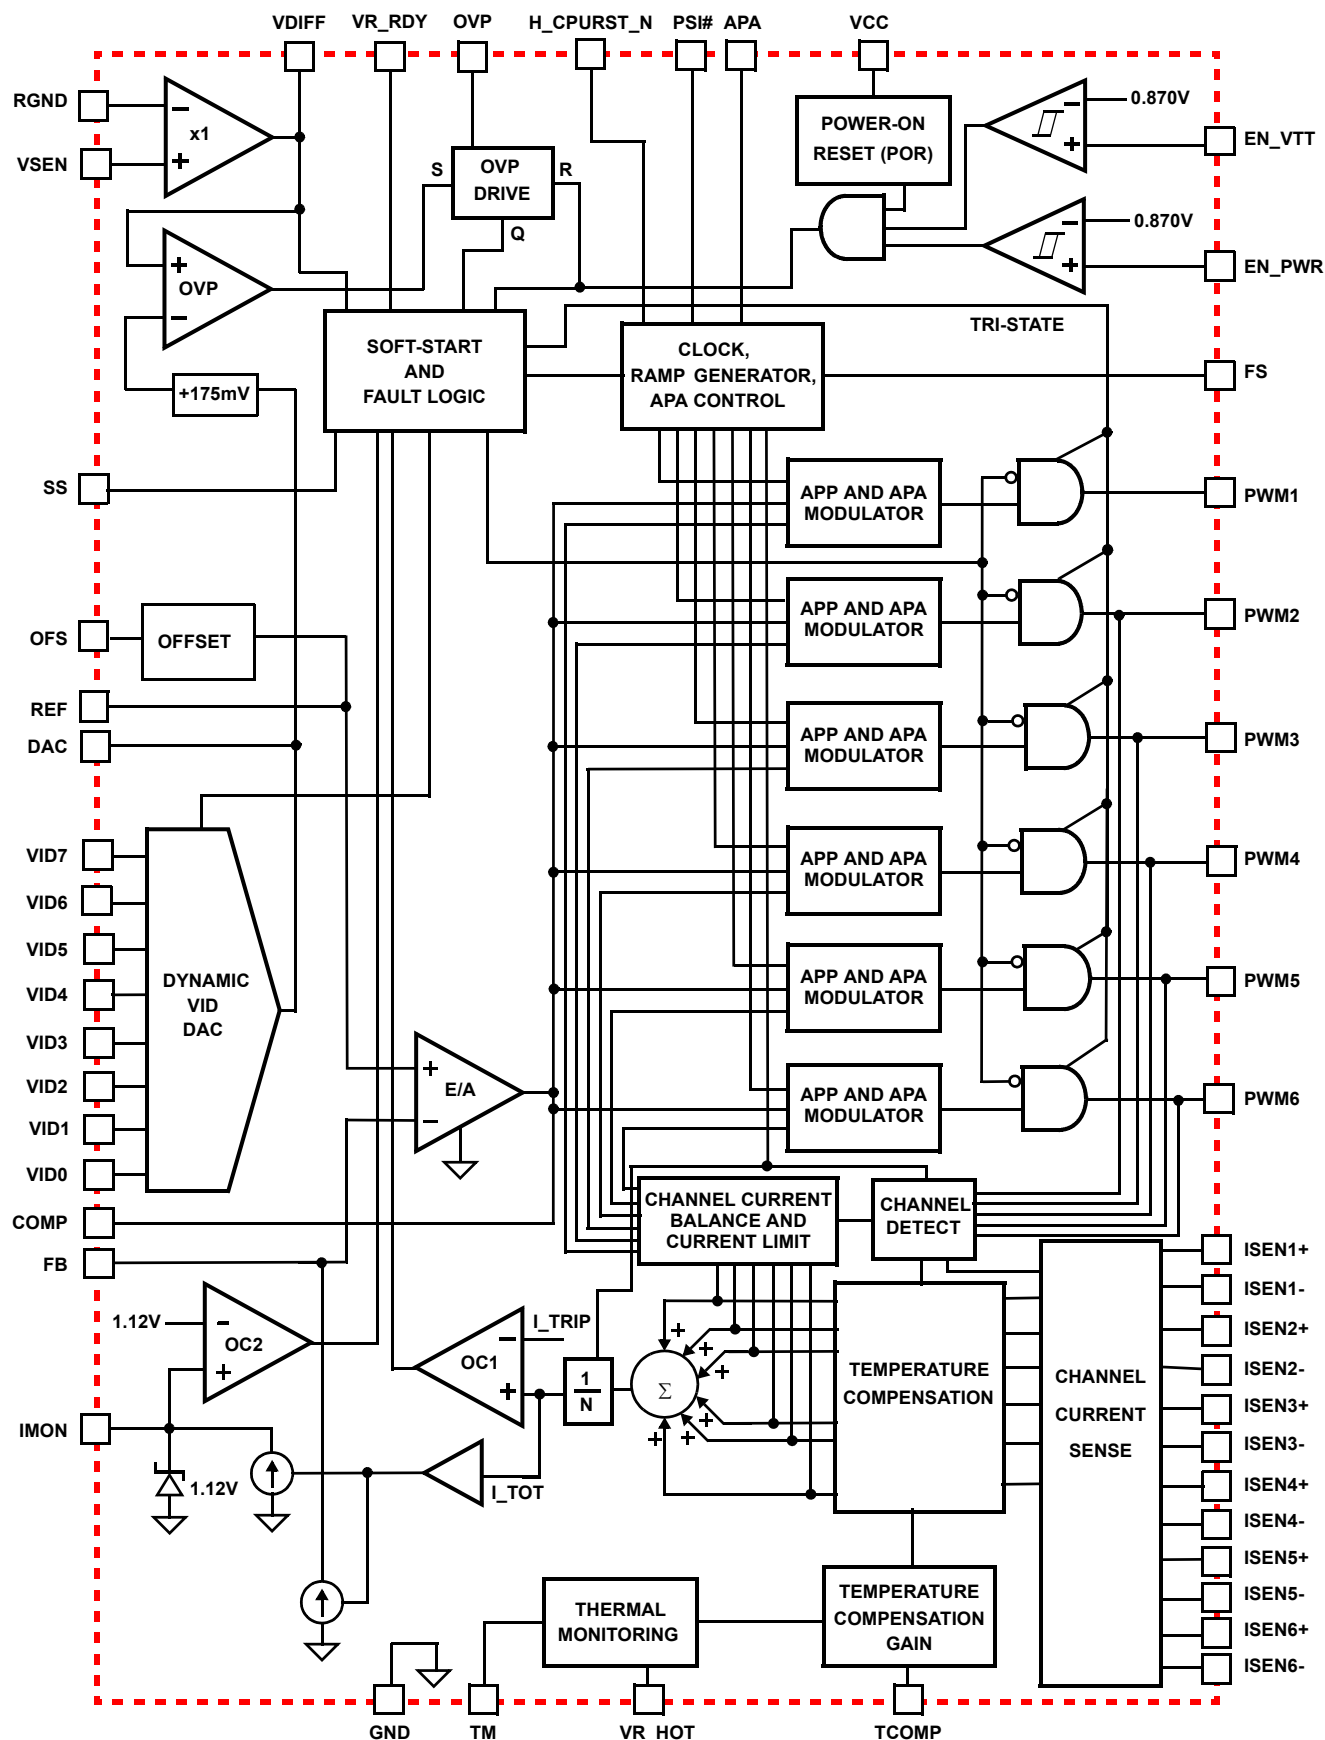 VDIFF VR_RDY OVP H_CPURST_N PSI# APA VCC
RGND
VSEN
− x1 +
POWER-ON
RESET (POR)
0.870V
EN_VTT
S OVP R
DRIVE
Q
0.870V
EN_PWR
+ OVP −
TRI-STATE
SOFT-START
AND
FAULT LOGIC
CLOCK,
RAMP GENERATOR,
APA CONTROL
FS
+175mV
SS
APP AND APA
MODULATOR
PWM1
OFS
OFFSET
APP AND APA
MODULATOR
PWM2
REF
DAC
APP AND APA
MODULATOR
PWM3
VID7
VID6
VID5
VID4
VID3
VID2
VID1
VID0
DYNAMIC
VID
DAC
APP AND APA
MODULATOR
PWM4
APP AND APA
MODULATOR
PWM5
+ E/A −
APP AND APA
MODULATOR
PWM6
COMP
FB
CHANNEL CURRENT
BALANCE AND
CURRENT LIMIT
CHANNEL
DETECT
1.12V
− OC2 +
I_TRIP
− OC1 +
1
N
Σ
+ + + + + +
TEMPERATURE
COMPENSATION
CHANNEL
CURRENT
SENSE
ISEN1+
ISEN1-
ISEN2+
ISEN2-
ISEN3+
ISEN3-
ISEN4+
ISEN4-
ISEN5+
ISEN5-
ISEN6+
ISEN6-
IMON
1.12V
I_TOT
THERMAL
MONITORING
TEMPERATURE
COMPENSATION
GAIN
GND TM VR_HOT TCOMP